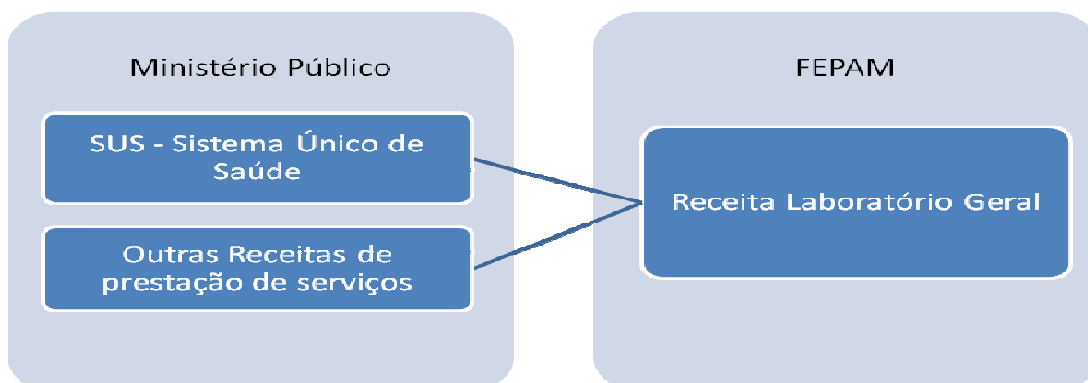 Ministério Público
SUS - Sistema Único de
Saúde
Outras Receitas de
prestação de serviços
FEPAM
Receita Laboratório Geral